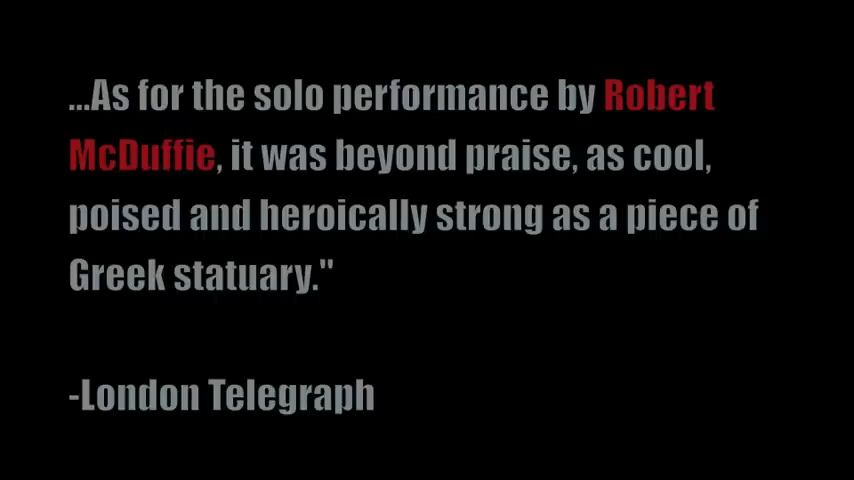 ...As for the solo performance by Robert
McDuffie, it was beyond praise, as cool,
poised and heroically strong as a piece of
Greek statuary."
-London Telegraph